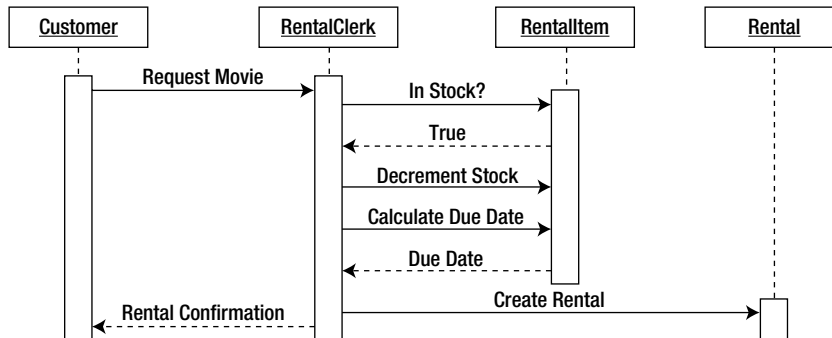 Customer
RentalClerk
RentalItem
Rental
Request Movie
In Stock?
True
Decrement Stock
Calculate Due Date
Due Date
Create Rental
Rental Confirmation